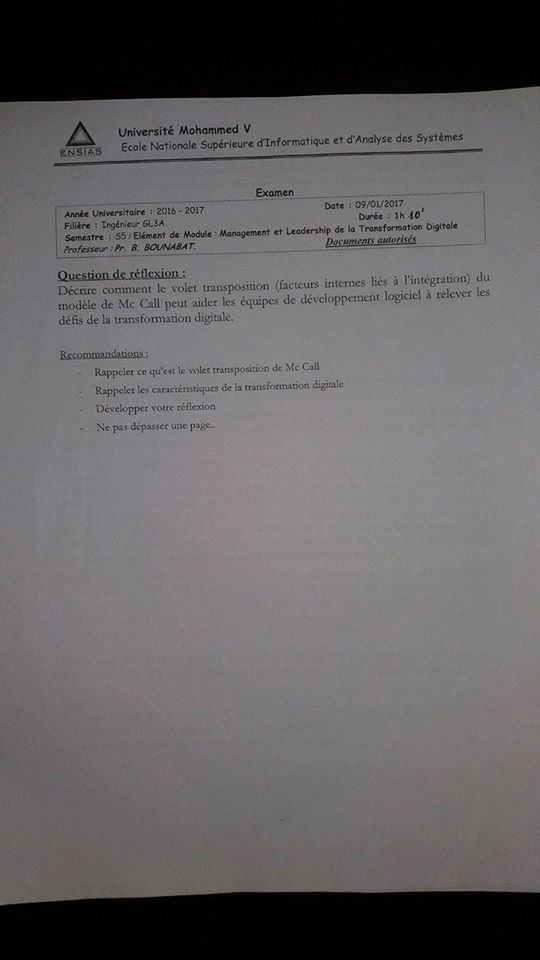 ENSIAS
Université Mohammed V
Ecole Nationale Supérieure d'Informatique et d'Analyse des Systèmes
Examen
Année Universitaire : 2016 - 2017 Date : 09/01/2017
Filière : Ingénieur GL3A Durée : 1h 10'
Semestre : S5 / Elément de Module : Management et Leadership de la Transformation Digitale
Professeur : Pr. B. BOUNABAT. Documents autorisés
Question de réflexion :
Décrire comment le volet transposition (facteurs internes liés à l'intégration) du
modèle de Mc Call peut aider les équipes de développement logiciel à relever les
défis de la transformation digitale.
Recommandations :
- Rappeler ce qu'est le volet transposition de Mc Call
- Rappeler les caractéristiques de la transformation digitale
- Développer votre réflexion
- Ne pas dépasser une page..